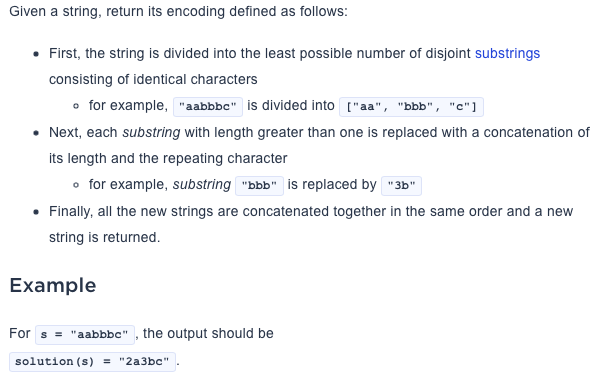 Given a string, return its encoding defined as follows:
• First, the string is divided into the least possible number of disjoint substrings
consisting of identical characters
◦ for example, "aabbbc" is divided into ["aa", "bbb", "c"]
• Next, each substring with length greater than one is replaced with a concatenation of
its length and the repeating character
◦ for example, substring "bbb" is replaced by "3b"
• Finally, all the new strings are concatenated together in the same order and a new
string is returned.
Example
For s = "aabbbc", the output should be
solution(s) = "2a3bc".